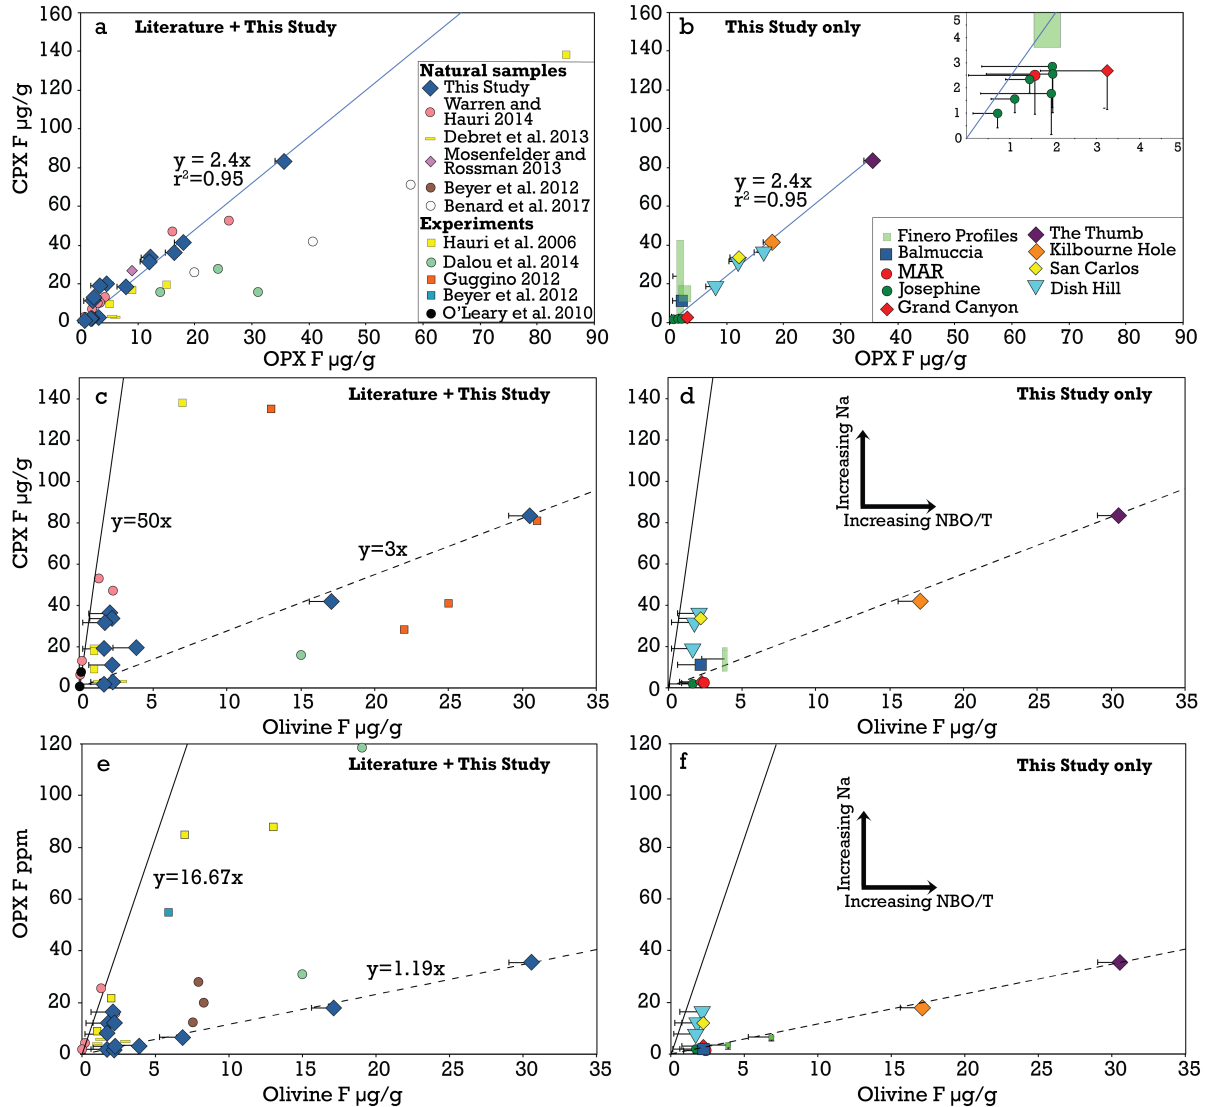 a
Literature + This Study
CPX F µg/g
160
140
120
100
80
60
40
20
0
y = 2.4x
r²=0.95
Natural samples
This Study
Warren and
Hauri 2014
Debret et al. 2013
Mosenfelder and
Rossman 2013
Beyer et al. 2012
Benard et al. 2017
Experiments
Hauri et al. 2006
Dalou et al. 2014
Guggino 2012
Beyer et al. 2012
O'Leary et al. 2010
0 10 20 30 40 50 60 70 80 90
OPX F µg/g
b
This Study only
160
140
120
100
80
60
40
20
0
5
4
3
2
1
0
1 2 3 4 5
y = 2.4x
r²=0.95
Finero Profiles
Balmuccia
MAR
Josephine
Grand Canyon
The Thumb
Kilbourne Hole
San Carlos
Dish Hill
0 10 20 30 40 50 60 70 80 90
OPX F µg/g
c
Literature + This Study
CPX F µg/g
140
120
100
80
60
40
20
0
y=50x
y=3x
0 5 10 15 20 25 30 35
Olivine F µg/g
d
This Study only
140
120
100
80
60
40
20
0
Increasing Na
Increasing NBO/T
0 5 10 15 20 25 30 35
Olivine F µg/g
e
Literature + This Study
OPX F ppm
120
100
80
60
40
20
0
y=16.67x
y=1.19x
0 5 10 15 20 25 30 35
Olivine F µg/g
f
This Study only
120
100
80
60
40
20
0
Increasing Na
Increasing NBO/T
0 5 10 15 20 25 30 35
Olivine F µg/g